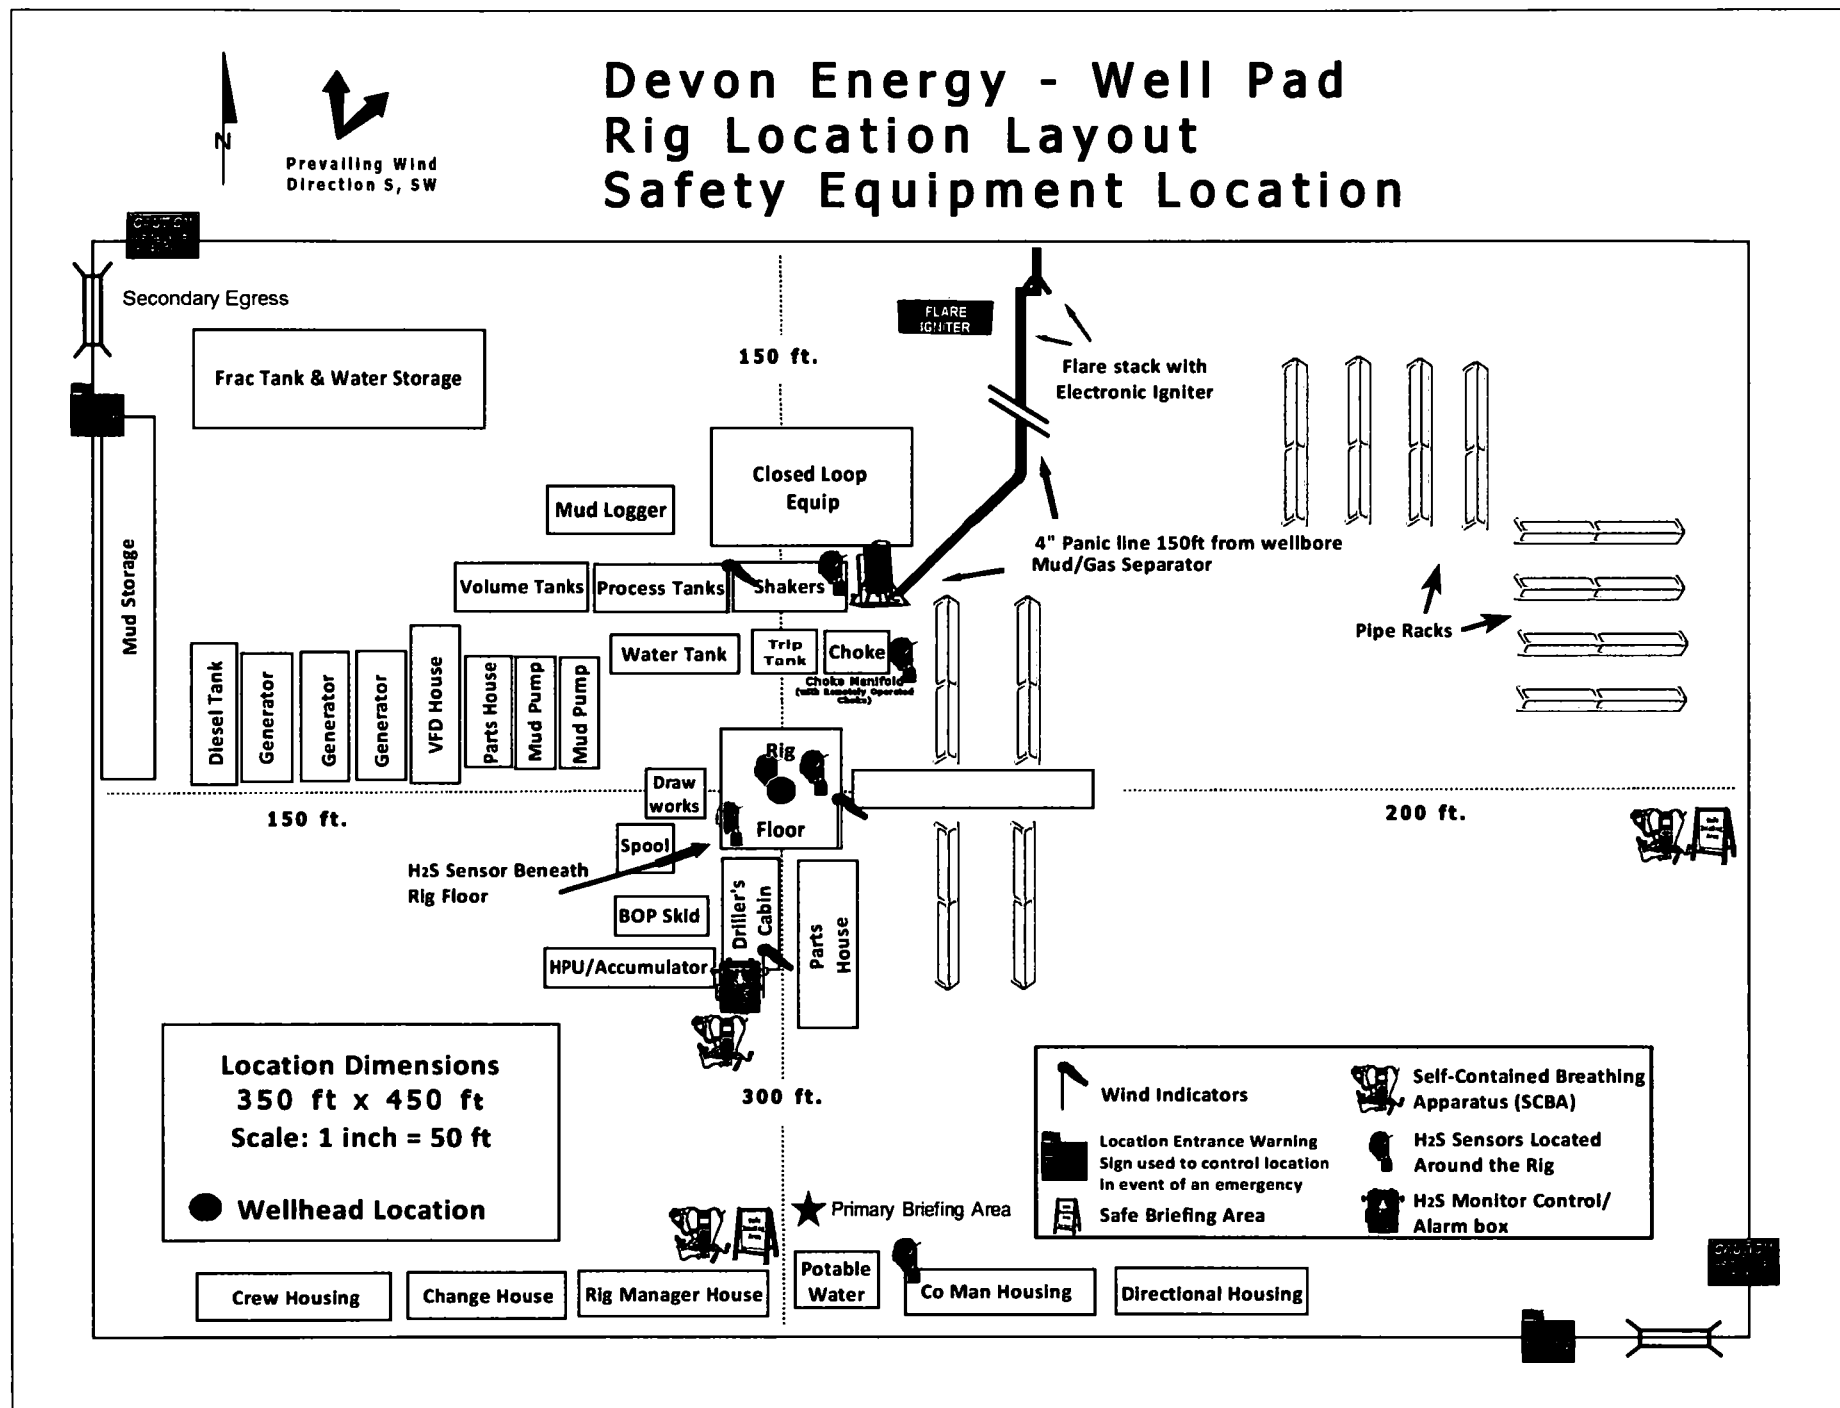 Devon Energy - Well Pad
Rig Location Layout
Safety Equipment Location
N
Prevailing Wind
Direction S, SW
CAUTION
Secondary Egress
FLARE
IGNITER
150 ft.
Frac Tank & Water Storage
Flare stack with
Electronic Igniter
Closed Loop
Equip
Mud Logger
4" Panic line 150ft from wellbore
Mud/Gas Separator
Mud Storage
Volume Tanks
Process Tanks
Shakers
Pipe Racks
Water Tank
Trip
Tank
Choke
Choke Manifold
(with Remotely Operated
Choke)
Diesel Tank
Generator
Generator
Generator
VFD House
Parts House
Mud Pump
Mud Pump
Rig
Floor
Draw
works
150 ft.
200 ft.
Spool
H2S Sensor Beneath
Rig Floor
BOP Skid
Driller's
Cabin
Parts
House
HPU/Accumulator
Location Dimensions
350 ft x 450 ft
Scale: 1 inch = 50 ft
Wellhead Location
300 ft.
Wind Indicators
Location Entrance Warning
Sign used to control location
in event of an emergency
Safe Briefing Area
Self-Contained Breathing
Apparatus (SCBA)
H2S Sensors Located
Around the Rig
H2S Monitor Control/
Alarm box
Primary Briefing Area
Crew Housing
Change House
Rig Manager House
Potable
Water
Co Man Housing
Directional Housing
CAUTION